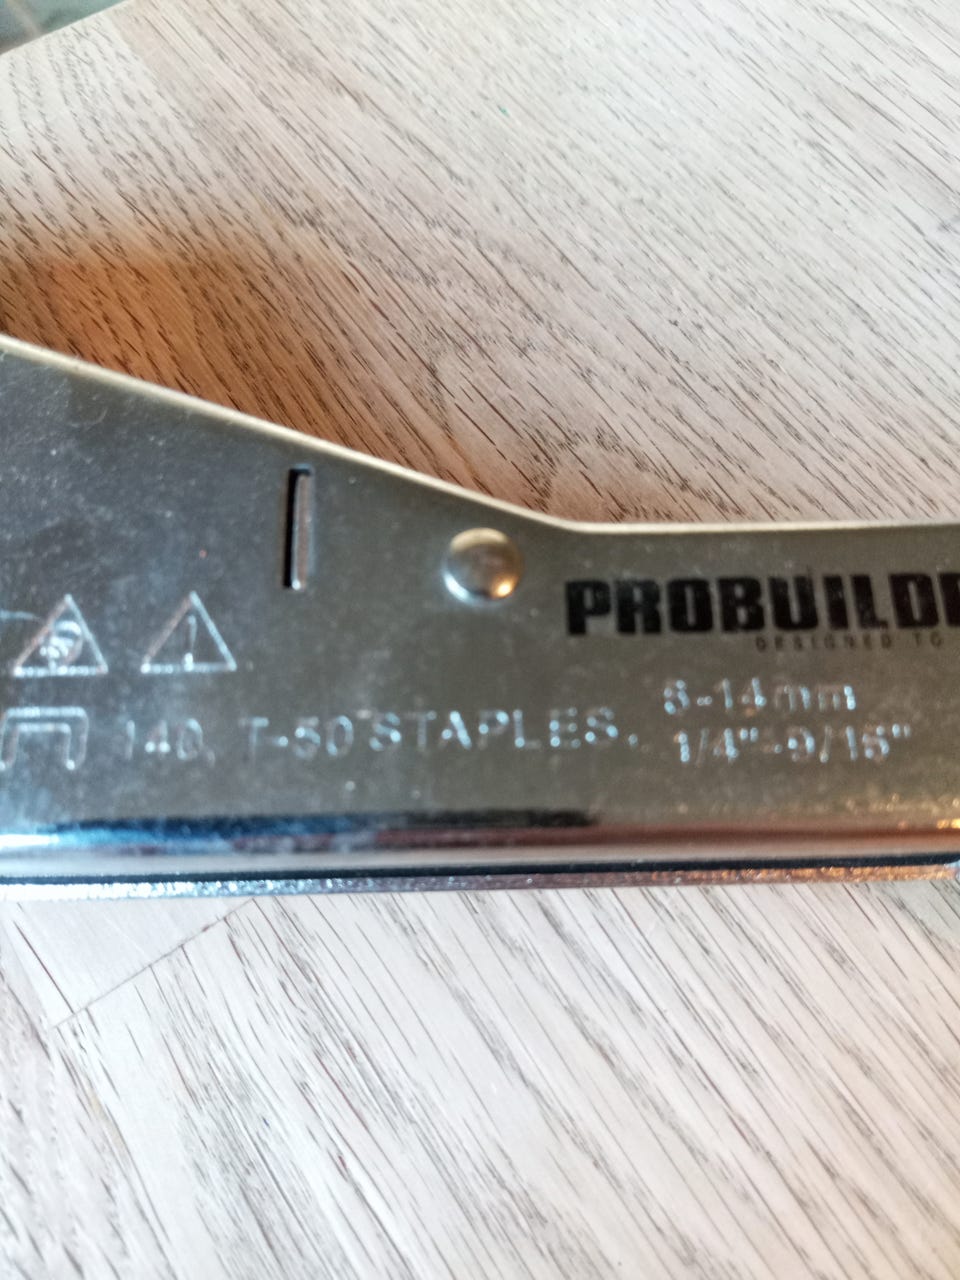 PROBUILDE
DESIGNED TO
140, T-50 STAPLES,
6-14mm
1/4"-9/16"